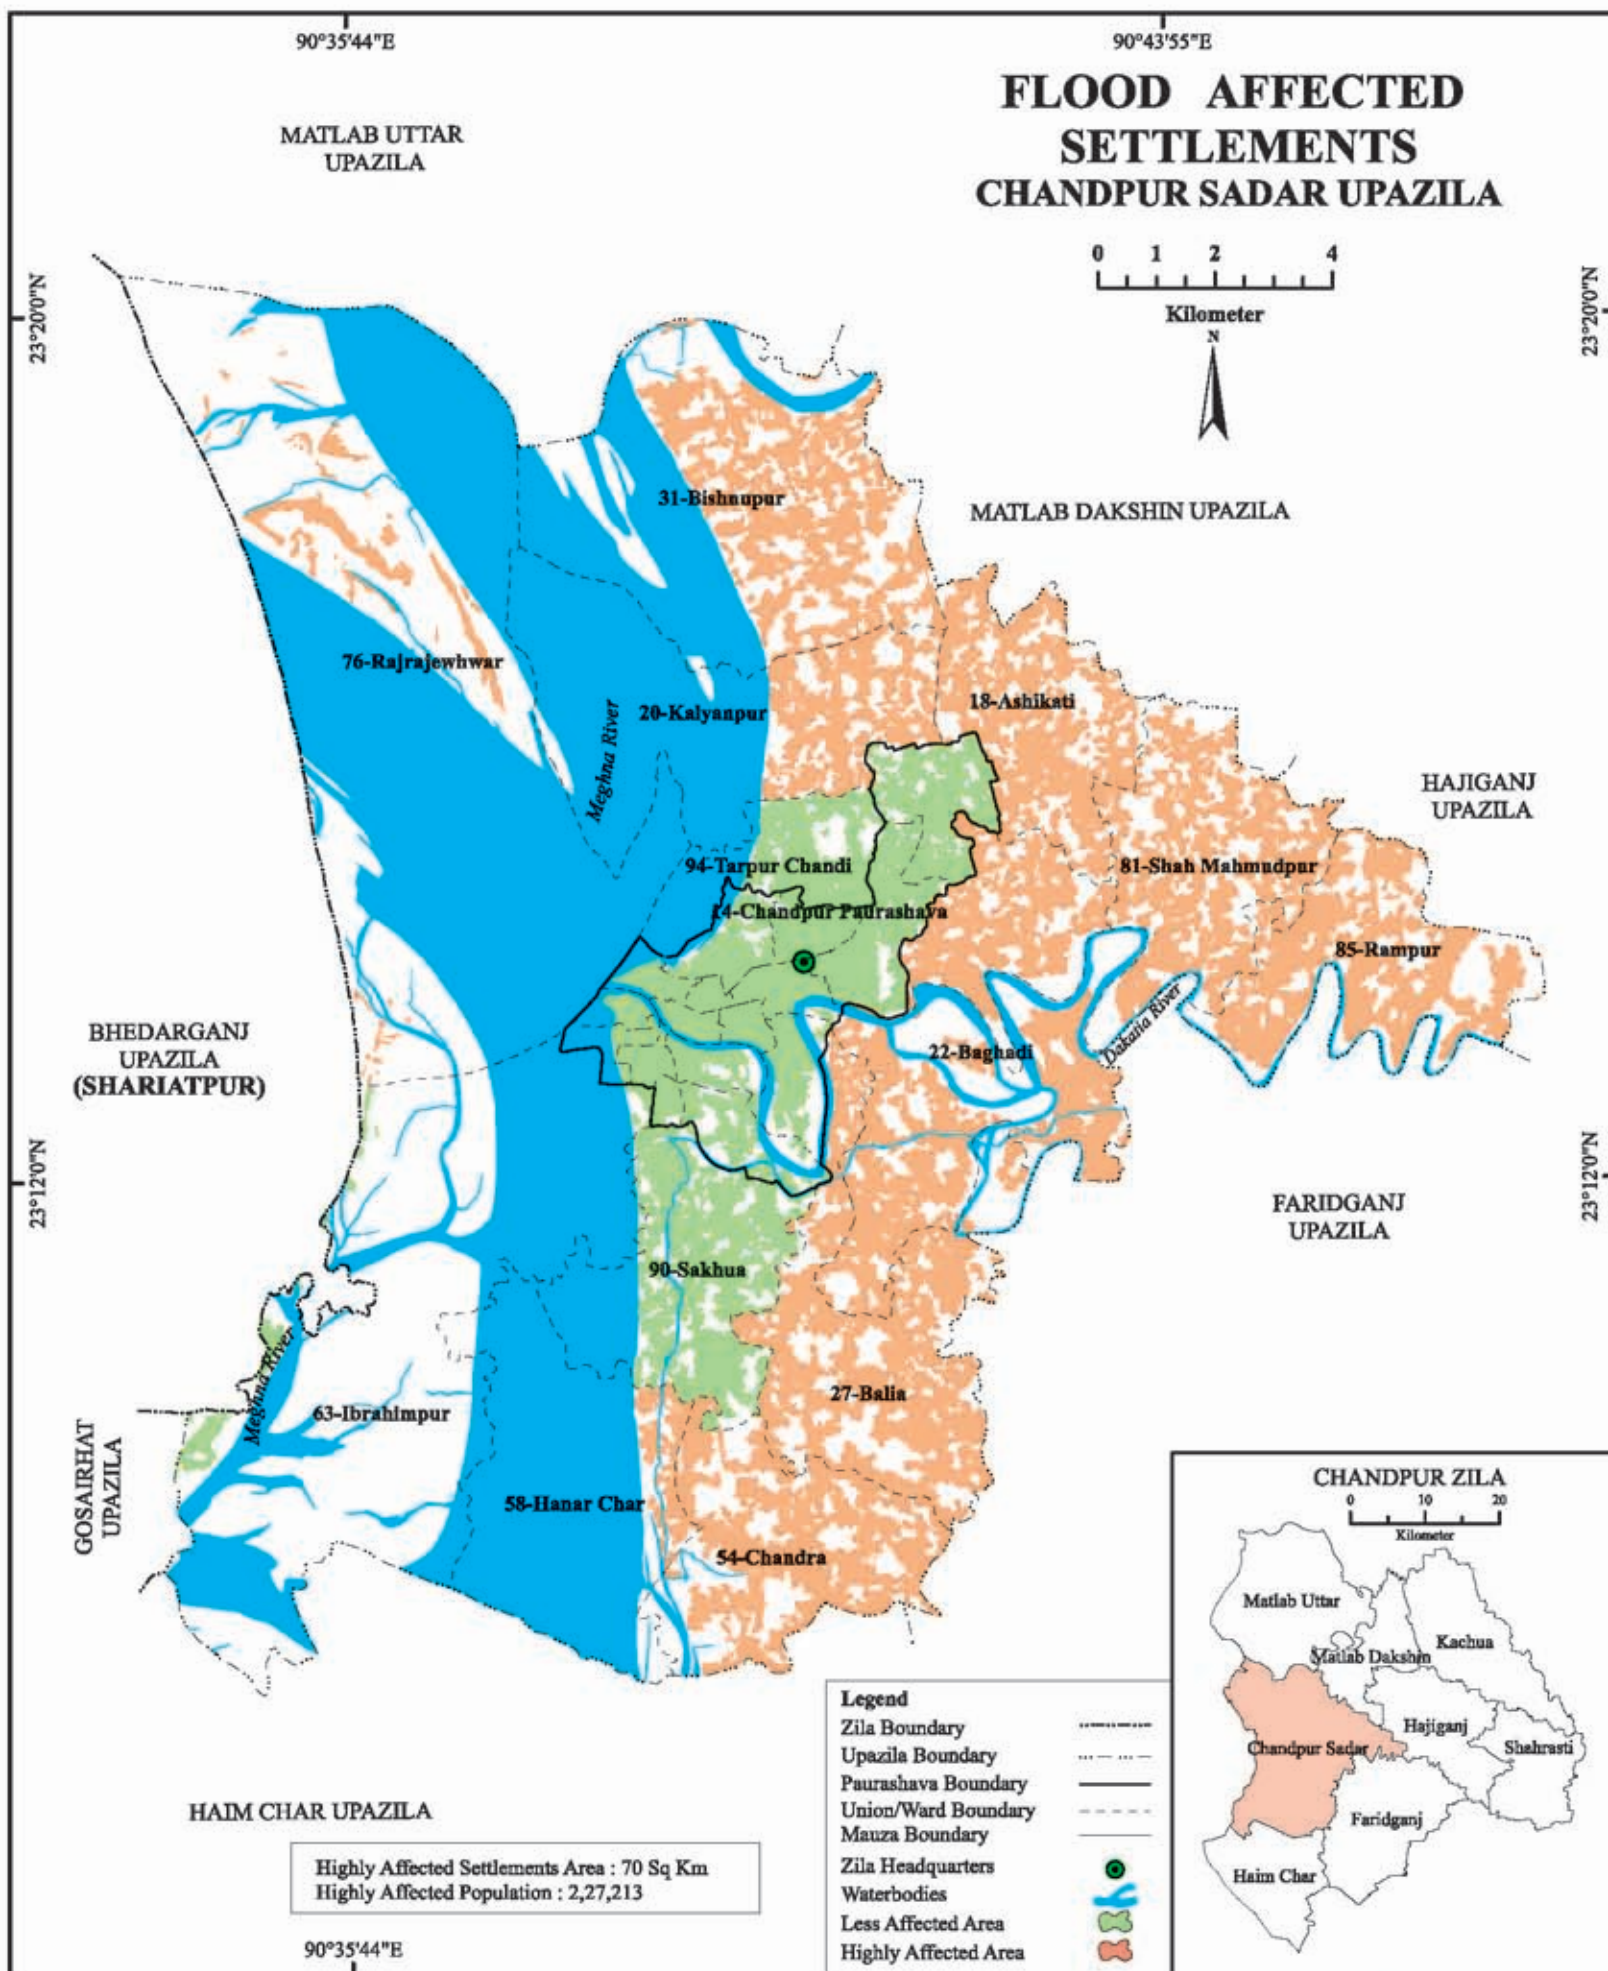 90°35'44"E
90°43'55"E
FLOOD AFFECTED
SETTLEMENTS
CHANDPUR SADAR UPAZILA
0 1 2 4
Kilometer
N
MATLAB UTTAR
UPAZILA
23°20'0"N
23°20'0"N
31-Bishnupur
MATLAB DAKSHIN UPAZILA
76-Rajrajewhwar
20-Kalyanpur
Meghna River
18-Ashikati
HAJIGANJ
UPAZILA
94-Tarpur Chandi
81-Shah Mahmudpur
14-Chandpur Paurashava
85-Rampur
BHEDARGANJ
UPAZILA
(SHARIATPUR)
22-Baghadi
Dakatia River
23°12'0"N
23°12'0"N
FARIDGANJ
UPAZILA
90-Sakhua
Meghna River
27-Balia
63-Ibrahimpur
GOSAIRHAT
UPAZILA
58-Hanar Char
54-Chandra
HAIM CHAR UPAZILA
Highly Affected Settlements Area : 70 Sq Km
Highly Affected Population : 2,27,213
90°35'44"E
Legend
Zila Boundary
Upazila Boundary
Paurashava Boundary
Union/Ward Boundary
Mauza Boundary
Zila Headquarters
Waterbodies
Less Affected Area
Highly Affected Area
CHANDPUR ZILA
0 10 20
Kilometer
Matlab Uttar
Kachua
Matlab Dakshin
Hajiganj
Chandpur Sadar
Shahrasti
Faridganj
Haim Char